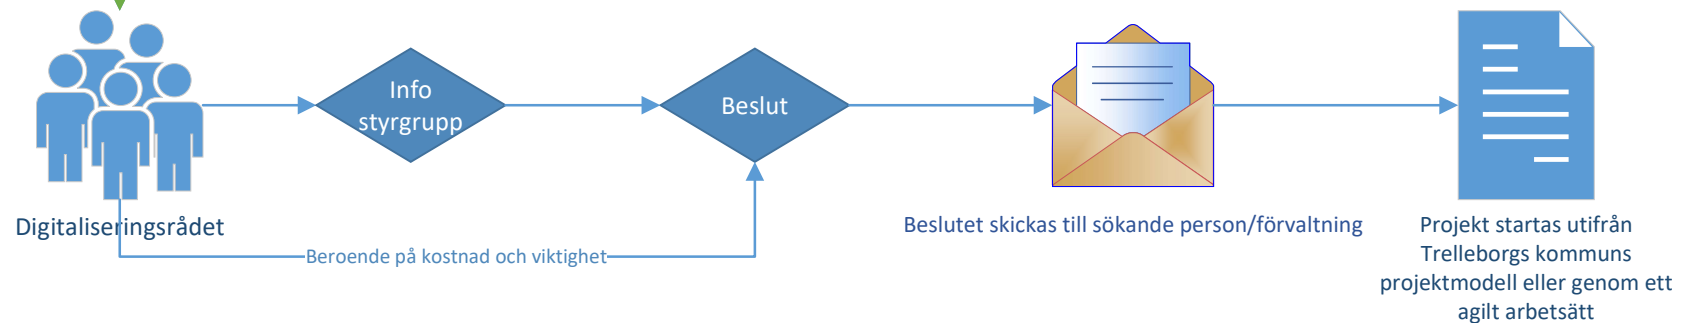 Info
styrgrupp
Beslut
Digitaliseringsrådet
Beroende på kostnad och viktighet
Beslutet skickas till sökande person/förvaltning
Projekt startas utifrån
Trelleborgs kommuns
projektmodell eller genom ett
agilt arbetsätt